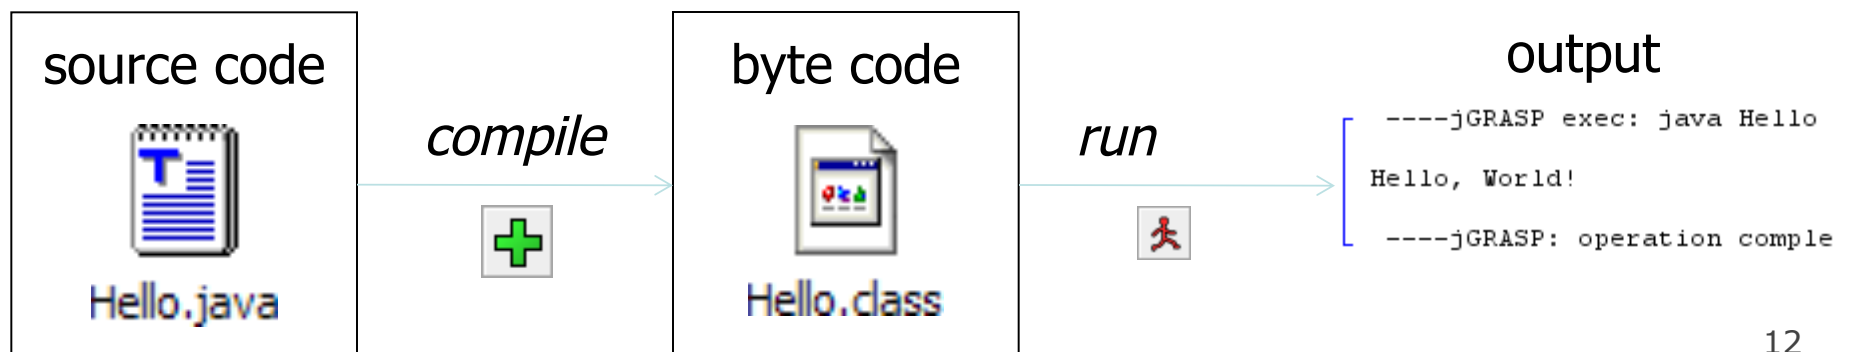 source code
compile
Hello.java
byte code
run
Hello.class
output
----jGRASP exec: java Hello
Hello, World!
----jGRASP: operation comple
12